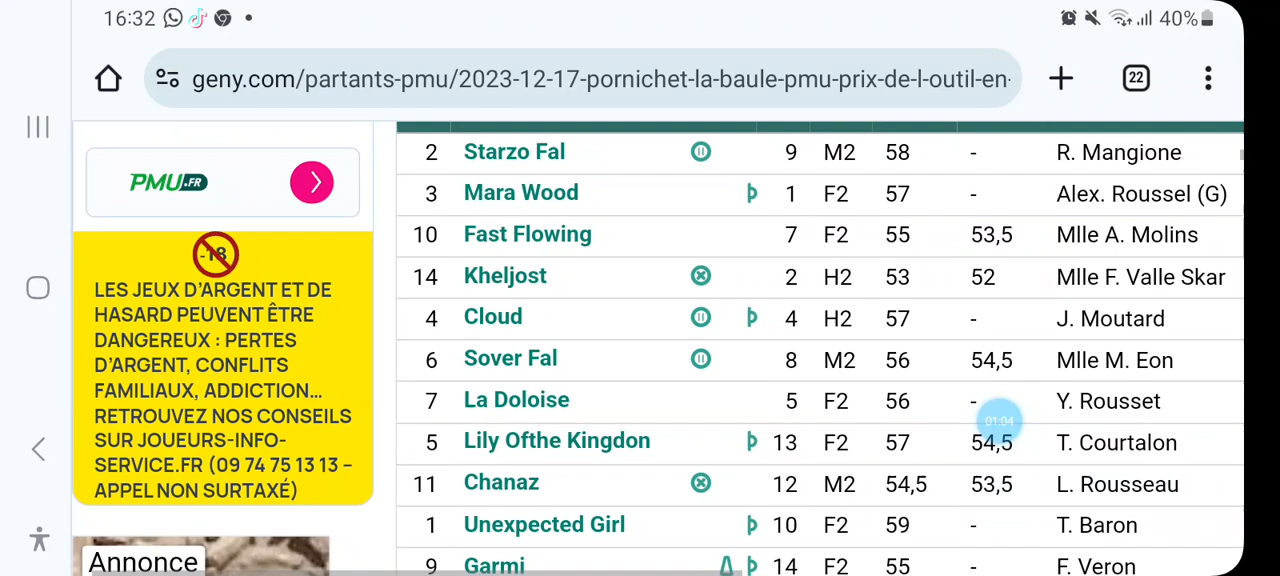 16:32 40%
geny.com/partants-pmu/2023-12-17-pornichet-la-baule-pmu-prix-de-l-outil-en- 22
PMU.FR
-18
LES JEUX D'ARGENT ET DE
HASARD PEUVENT ÊTRE
DANGEREUX : PERTES
D'ARGENT, CONFLITS
FAMILIAUX, ADDICTION...
RETROUVEZ NOS CONSEILS
SUR JOUEURS-INFO-
SERVICE.FR (09 74 75 13 13 –
APPEL NON SURTAXÉ)
Annonce
2 Starzo Fal 9 M2 58 - R. Mangione
3 Mara Wood 1 F2 57 - Alex. Roussel (G)
10 Fast Flowing 7 F2 55 53,5 Mlle A. Molins
14 Kheljost 2 H2 53 52 Mlle F. Valle Skar
4 Cloud 4 H2 57 - J. Moutard
6 Sover Fal 8 M2 56 54,5 Mlle M. Eon
7 La Doloise 5 F2 56 - Y. Rousset
01:04
5 Lily Ofthe Kingdon 13 F2 57 54,5 T. Courtalon
11 Chanaz 12 M2 54,5 53,5 L. Rousseau
1 Unexpected Girl 10 F2 59 - T. Baron
9 Garmi 14 F2 55 - F. Veron